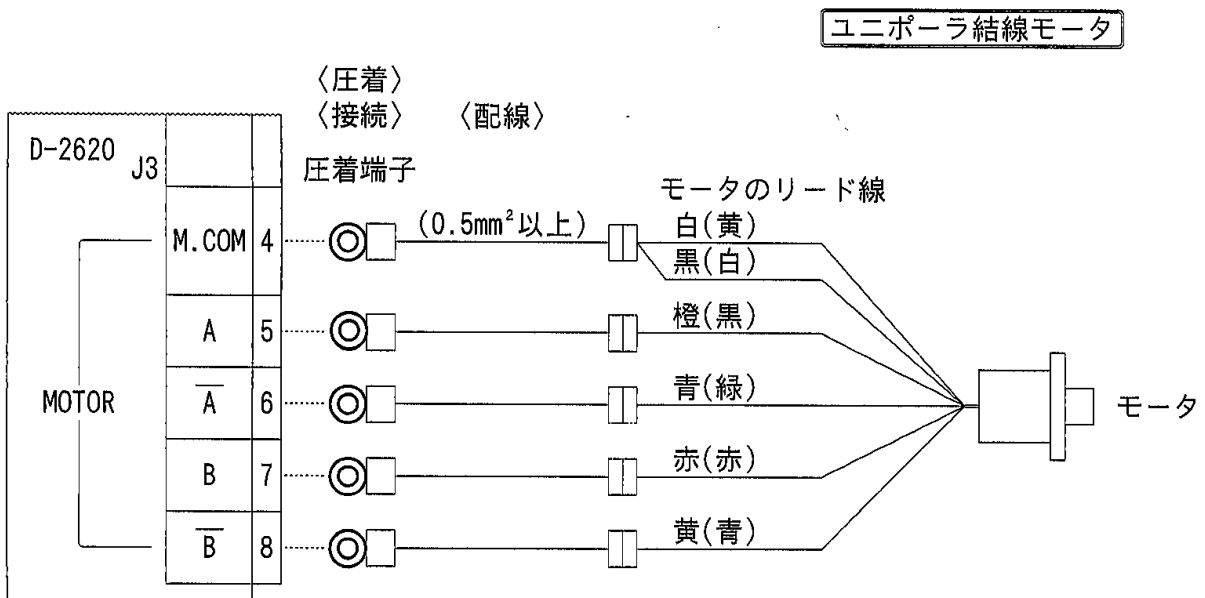 ユニポーラ結線モータ
〈圧着〉
〈接続〉 〈配線〉
D-2620
J3
圧着端子
モータのリード線
M.COM 4 (0.5mm²以上) 白(黄)
黒(白)
A 5 橙(黒)
MOTOR A̅ 6 青(緑) モータ
B 7 赤(赤)
B̅ 8 黄(青)